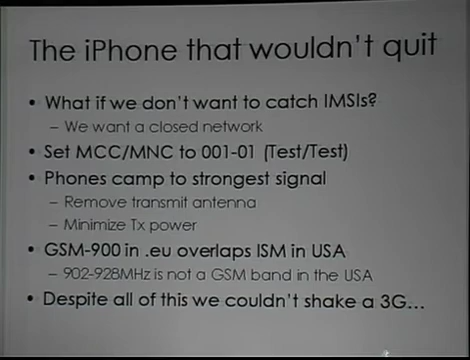 The iPhone that wouldn't quit
• What if we don't want to catch IMSIs?
– We want a closed network
• Set MCC/MNC to 001-01 (Test/Test)
• Phones camp to strongest signal
– Remove transmit antenna
– Minimize Tx power
• GSM-900 in .eu overlaps ISM in USA
– 902-928MHz is not a GSM band in the USA
• Despite all of this we couldn't shake a 3G...